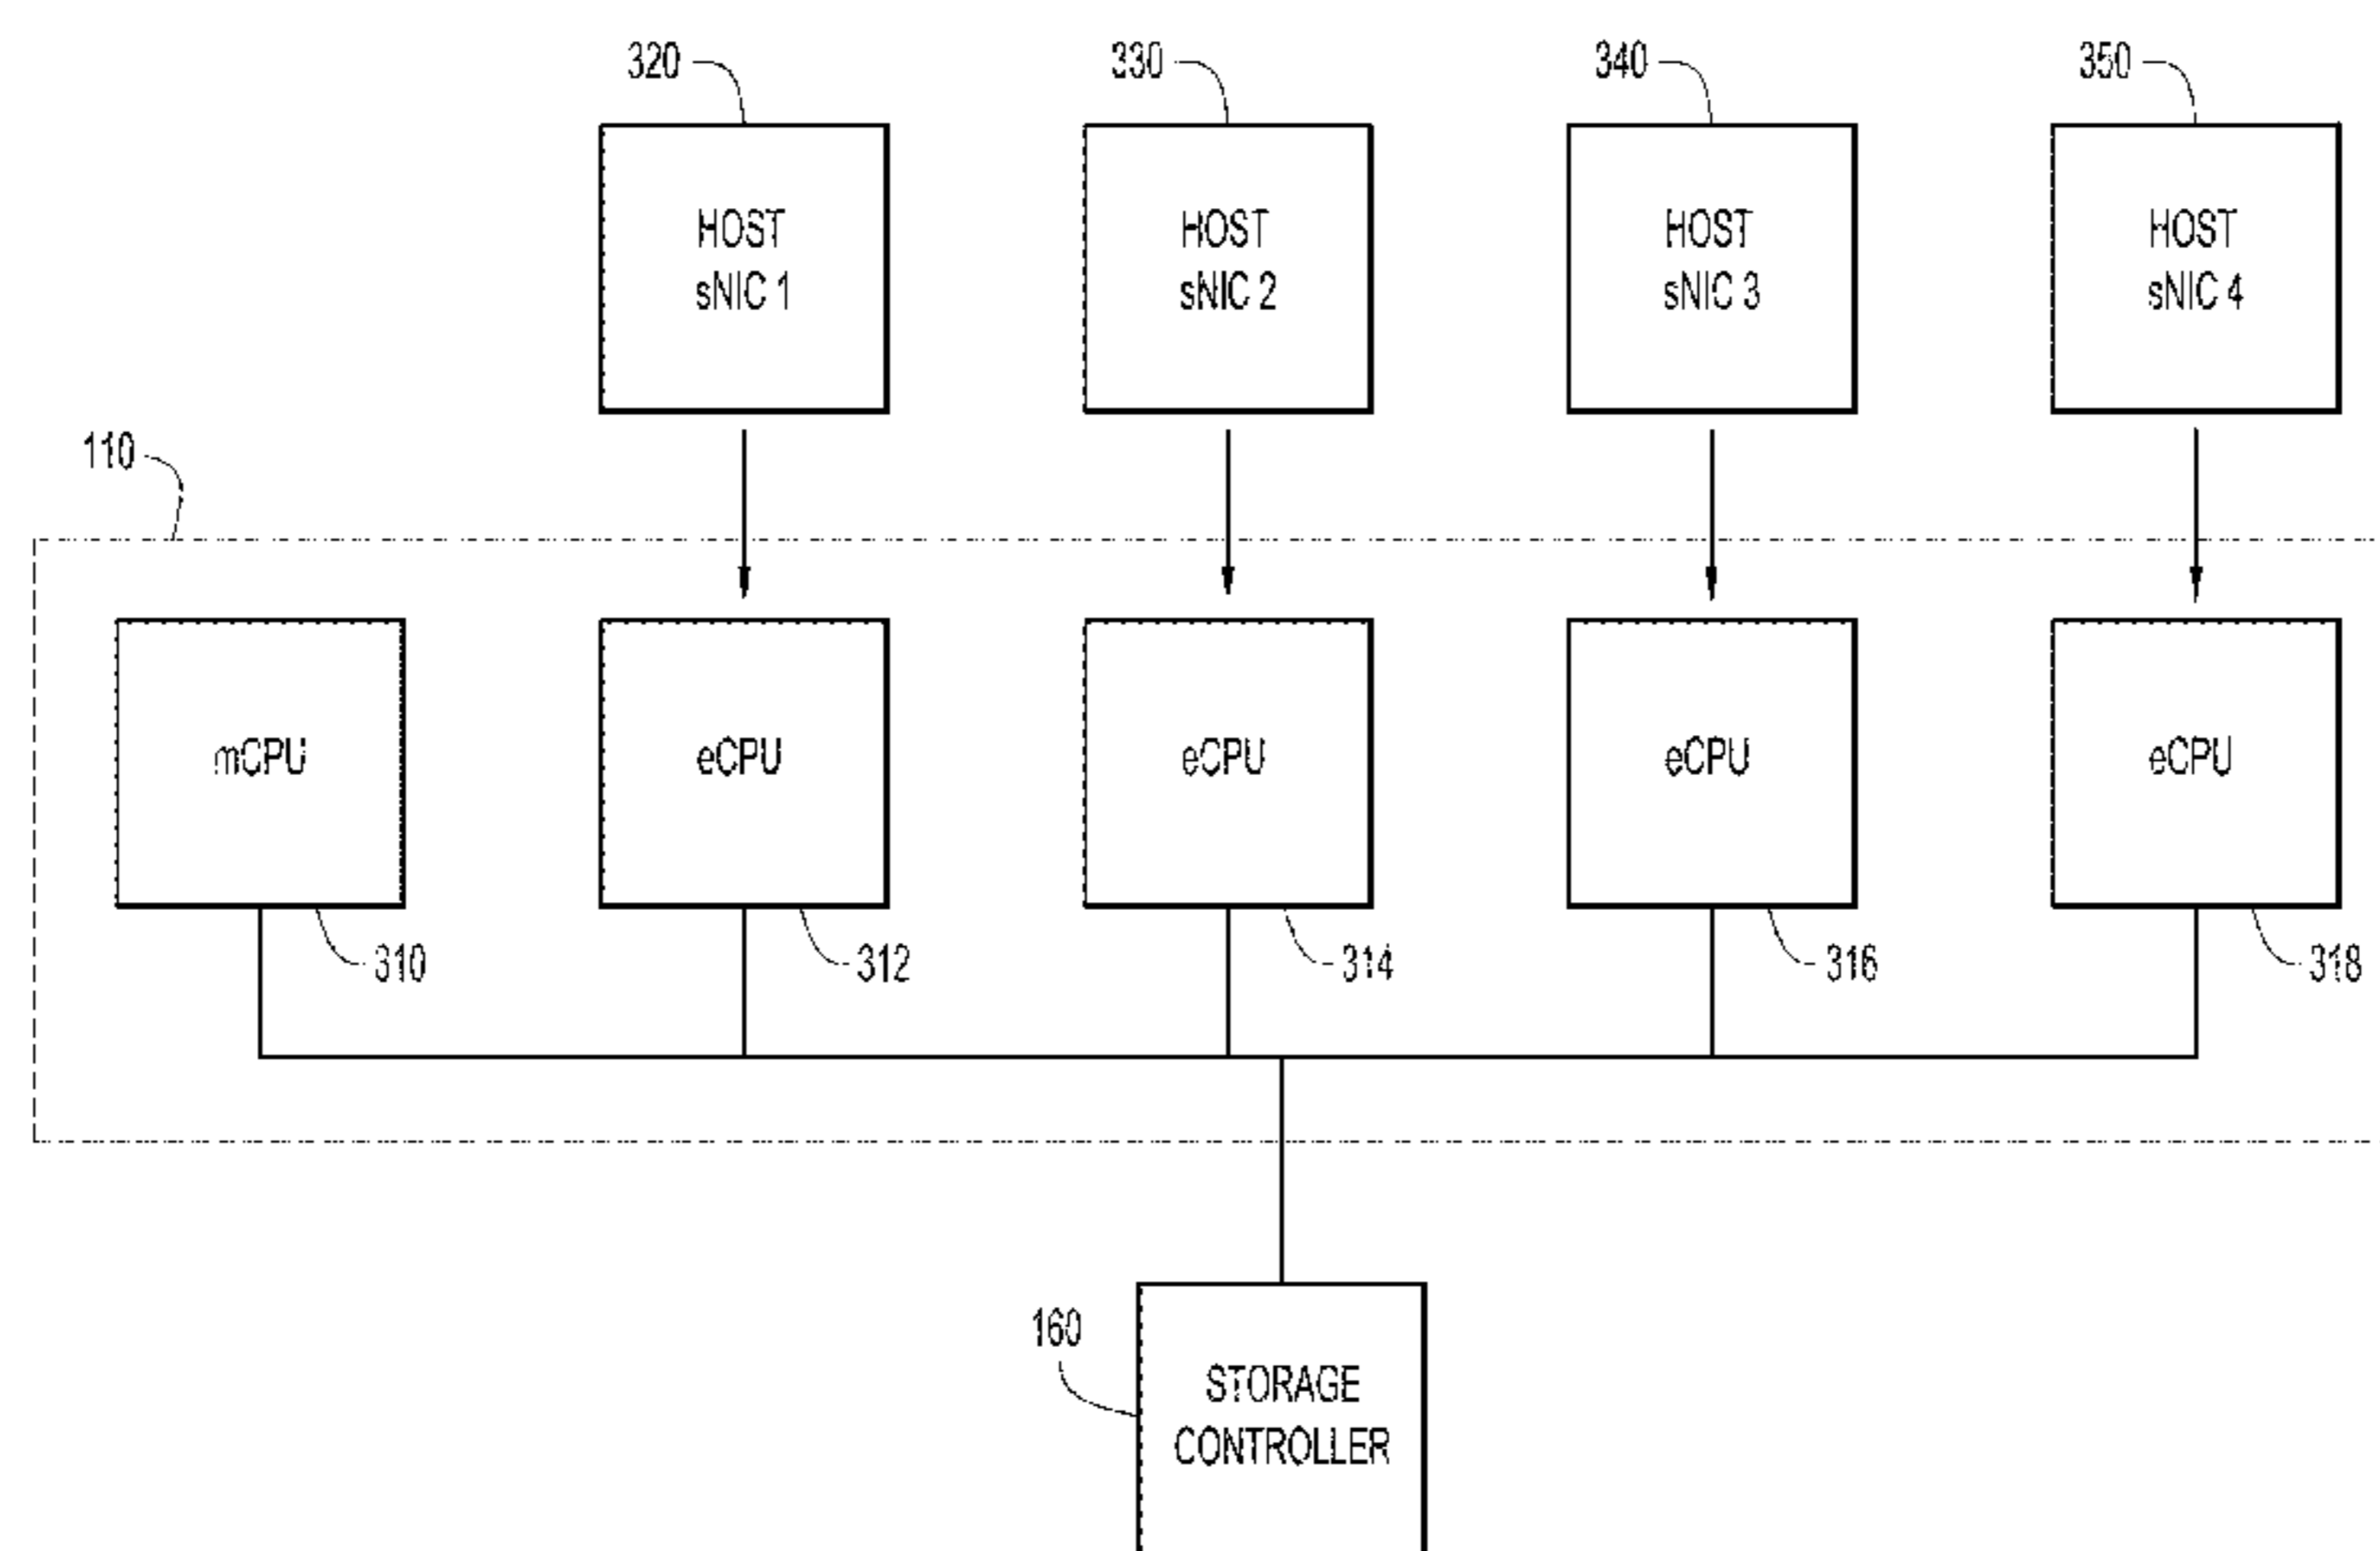 320
330
340
350
HOST
sNIC 1
HOST
sNIC 2
HOST
sNIC 3
HOST
sNIC 4
110
mCPU
eCPU
eCPU
eCPU
eCPU
310
312
314
316
318
160
STORAGE
CONTROLLER